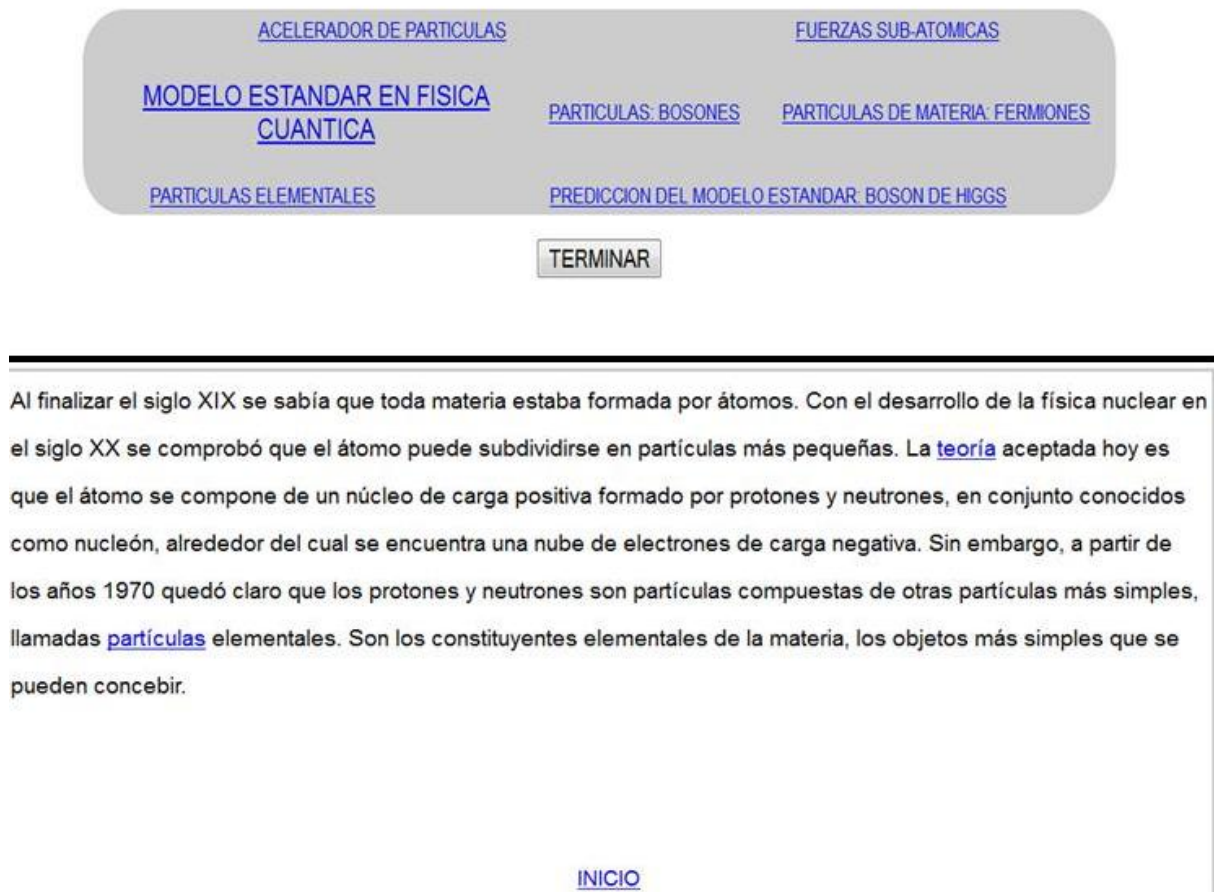 ACELERADOR DE PARTICULAS
FUERZAS SUB-ATOMICAS
MODELO ESTANDAR EN FISICA
CUANTICA
PARTICULAS: BOSONES
PARTICULAS DE MATERIA: FERMIONES
PARTICULAS ELEMENTALES
PREDICCION DEL MODELO ESTANDAR: BOSON DE HIGGS
TERMINAR
Al finalizar el siglo XIX se sabía que toda materia estaba formada por átomos. Con el desarrollo de la física nuclear en
el siglo XX se comprobó que el átomo puede subdividirse en partículas más pequeñas. La teoría aceptada hoy es
que el átomo se compone de un núcleo de carga positiva formado por protones y neutrones, en conjunto conocidos
como nucleón, alrededor del cual se encuentra una nube de electrones de carga negativa. Sin embargo, a partir de
los años 1970 quedó claro que los protones y neutrones son partículas compuestas de otras partículas más simples,
llamadas partículas elementales. Son los constituyentes elementales de la materia, los objetos más simples que se
pueden concebir.
INICIO